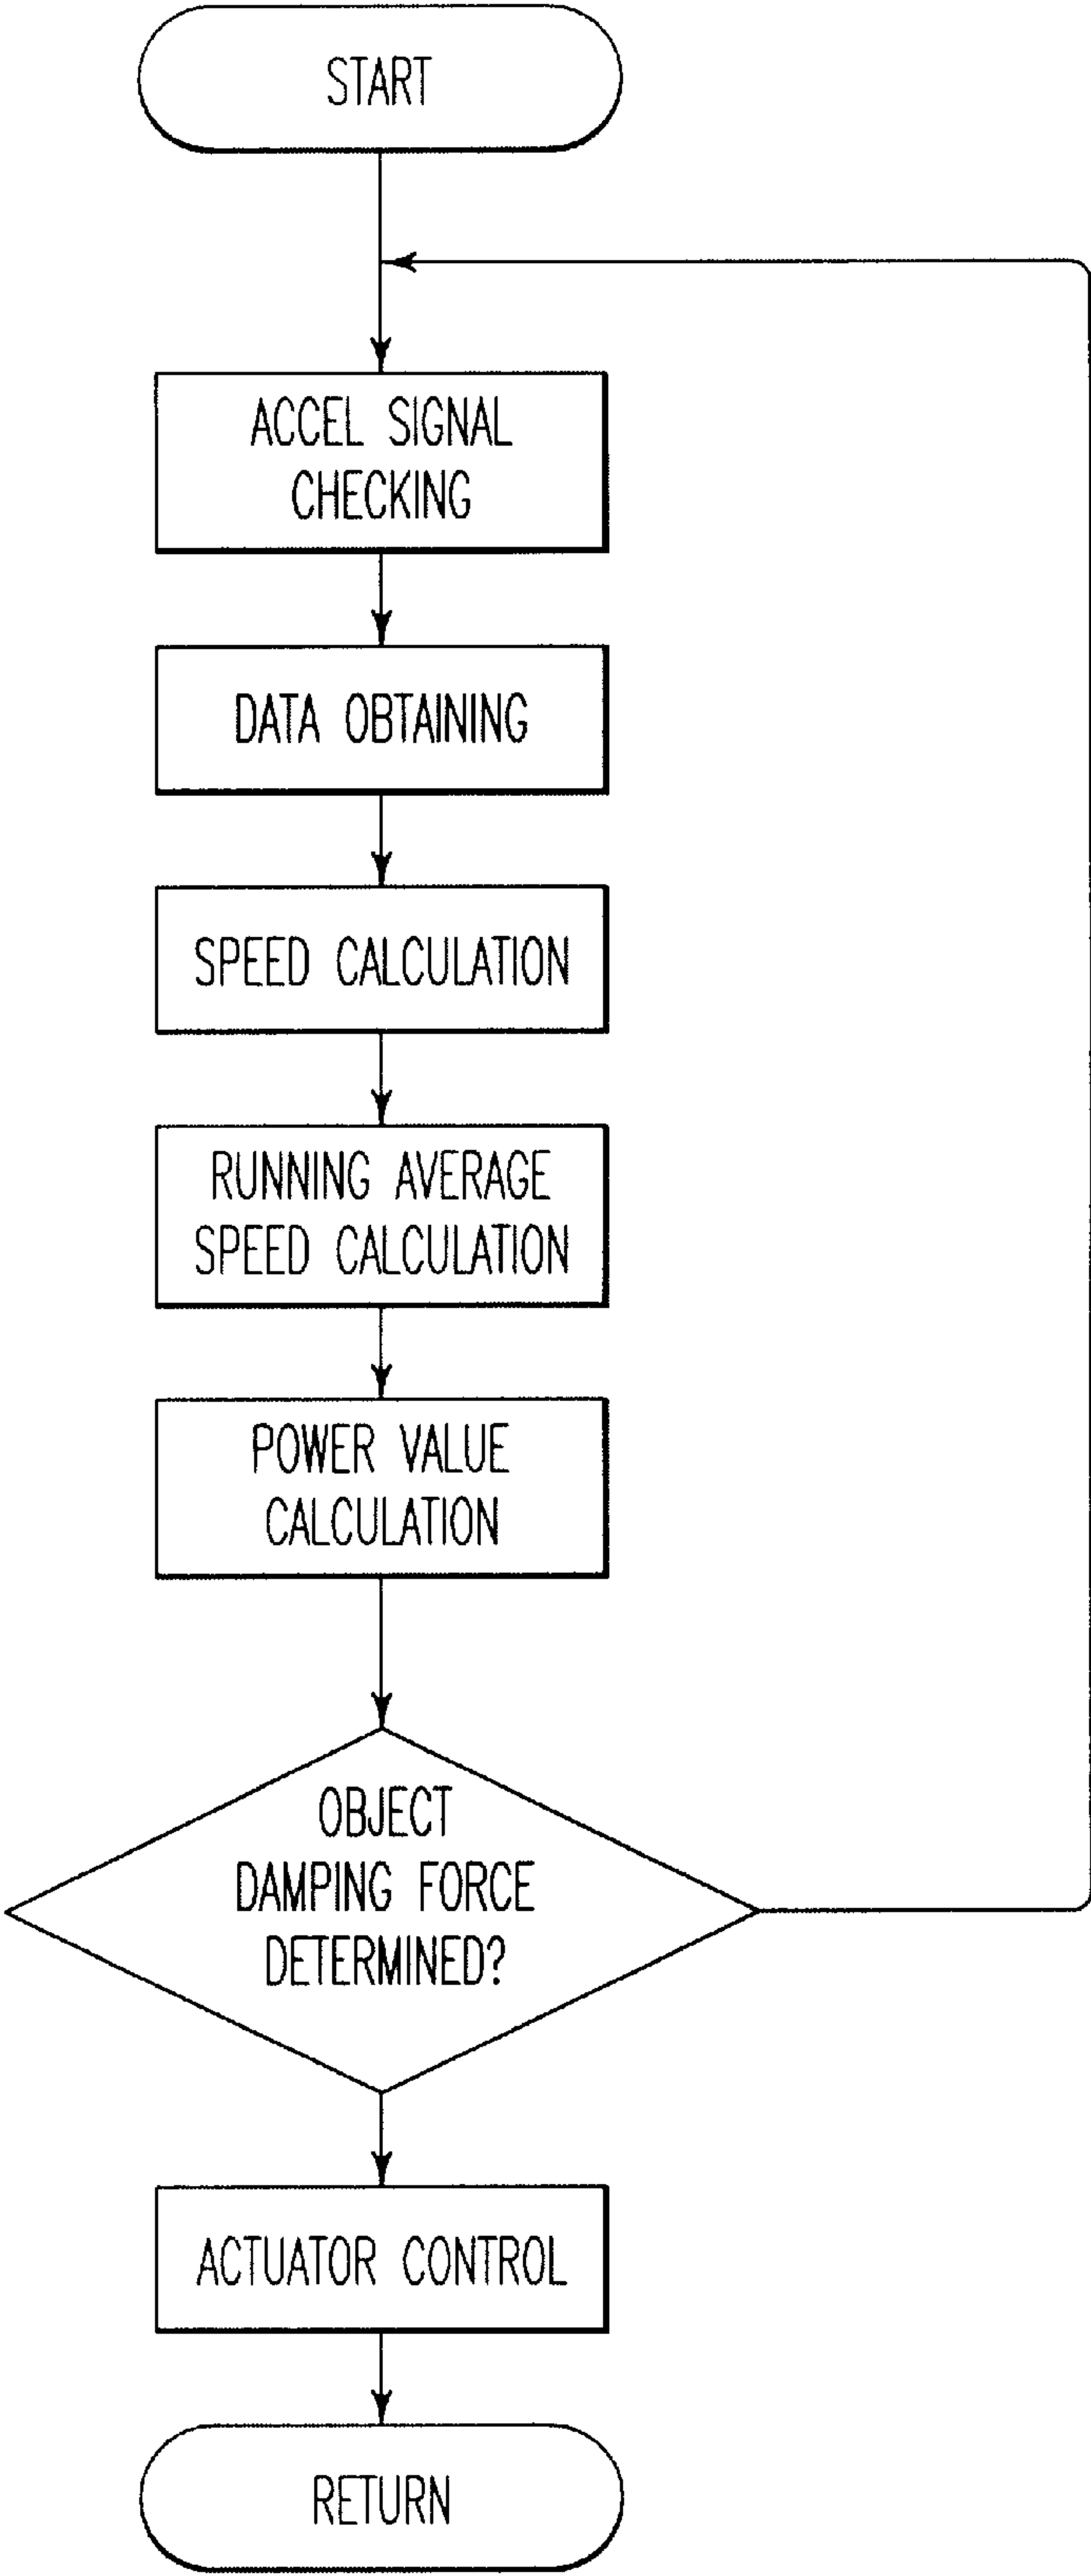 START
ACCEL SIGNAL
CHECKING
DATA OBTAINING
SPEED CALCULATION
RUNNING AVERAGE
SPEED CALCULATION
POWER VALUE
CALCULATION
OBJECT
DAMPING FORCE
DETERMINED?
ACTUATOR CONTROL
RETURN